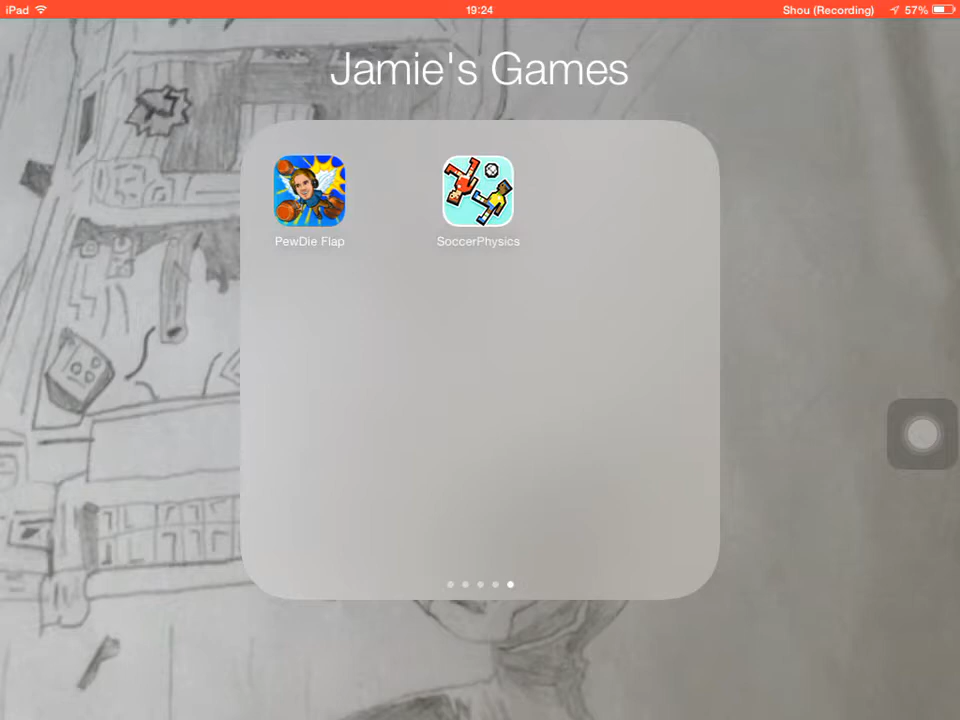 iPad 19:24 Shou (Recording) 57%
Jamie's Games
PewDie Flap SoccerPhysics